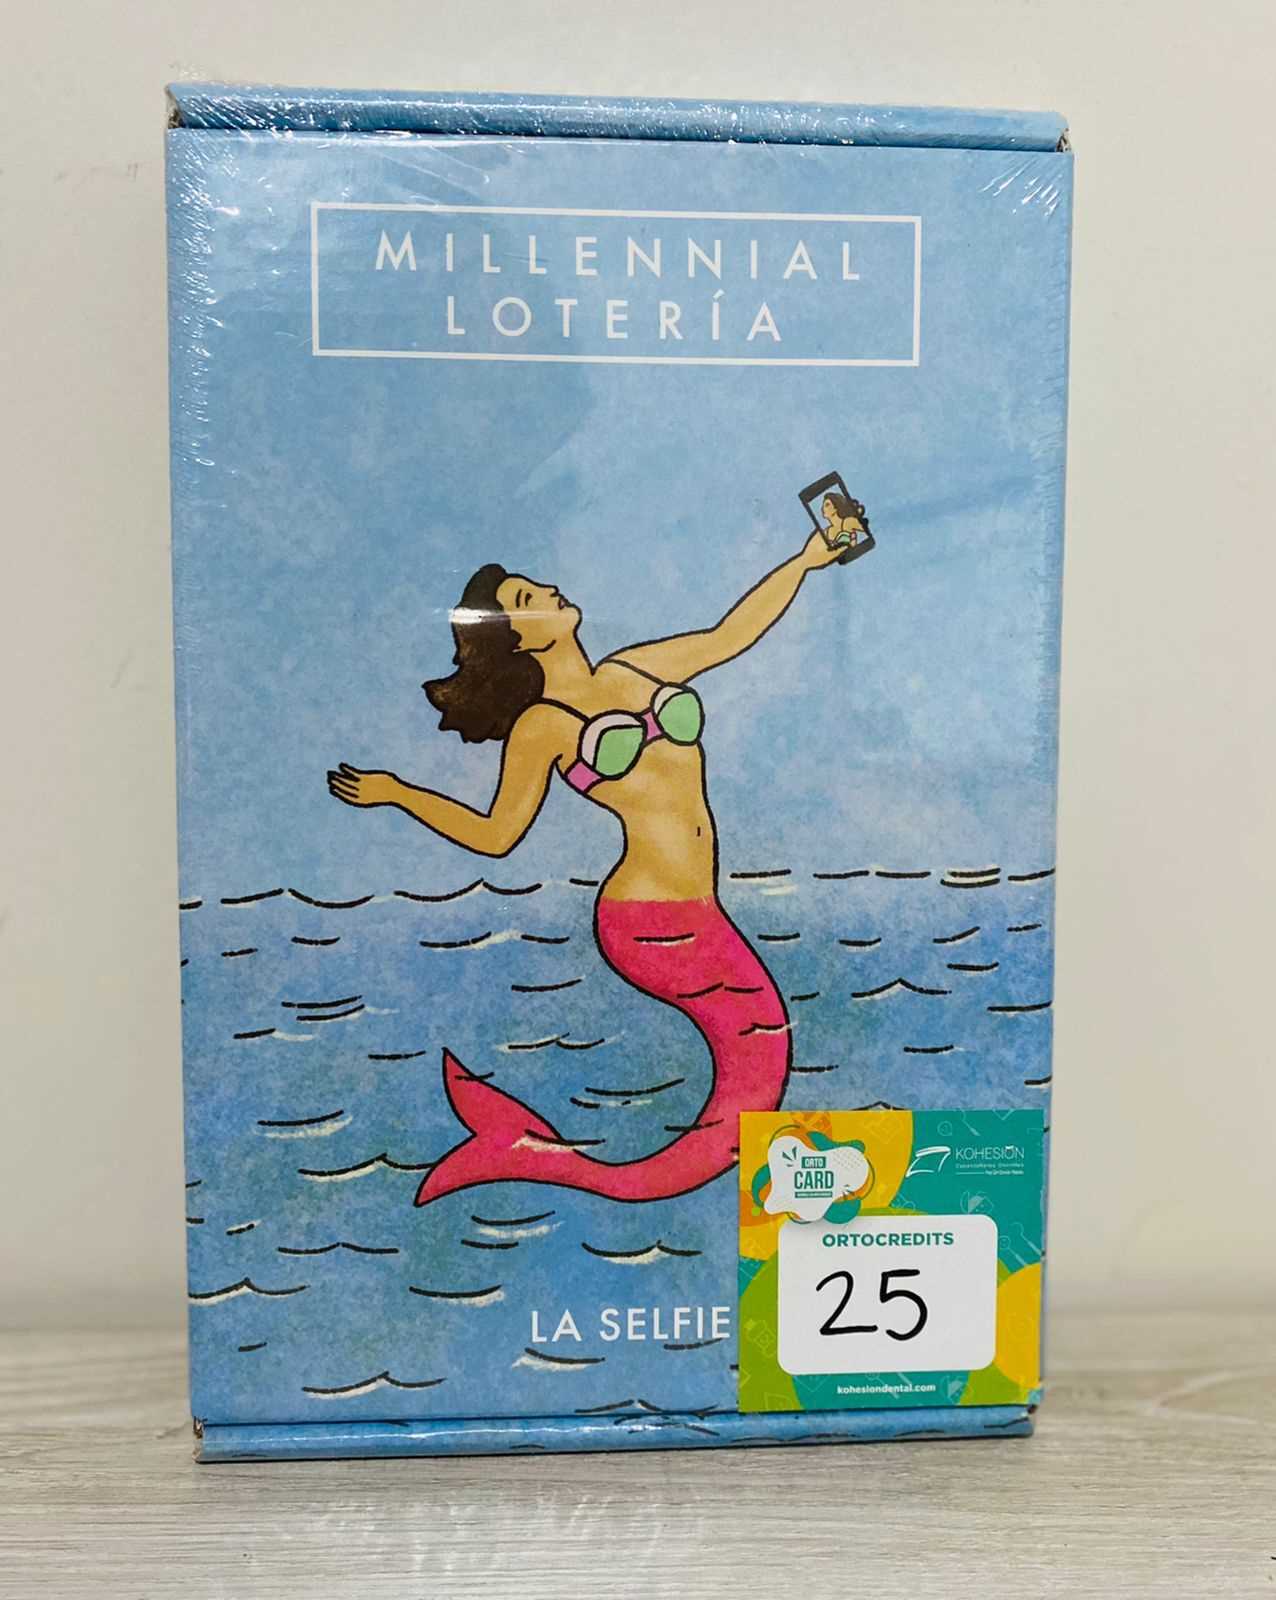 MILLENNIAL
LOTERÍA
ORTO
CARD
KOHESIÓN
ORTOCREDITS
25
LA SELFIE
kohesiondental.com